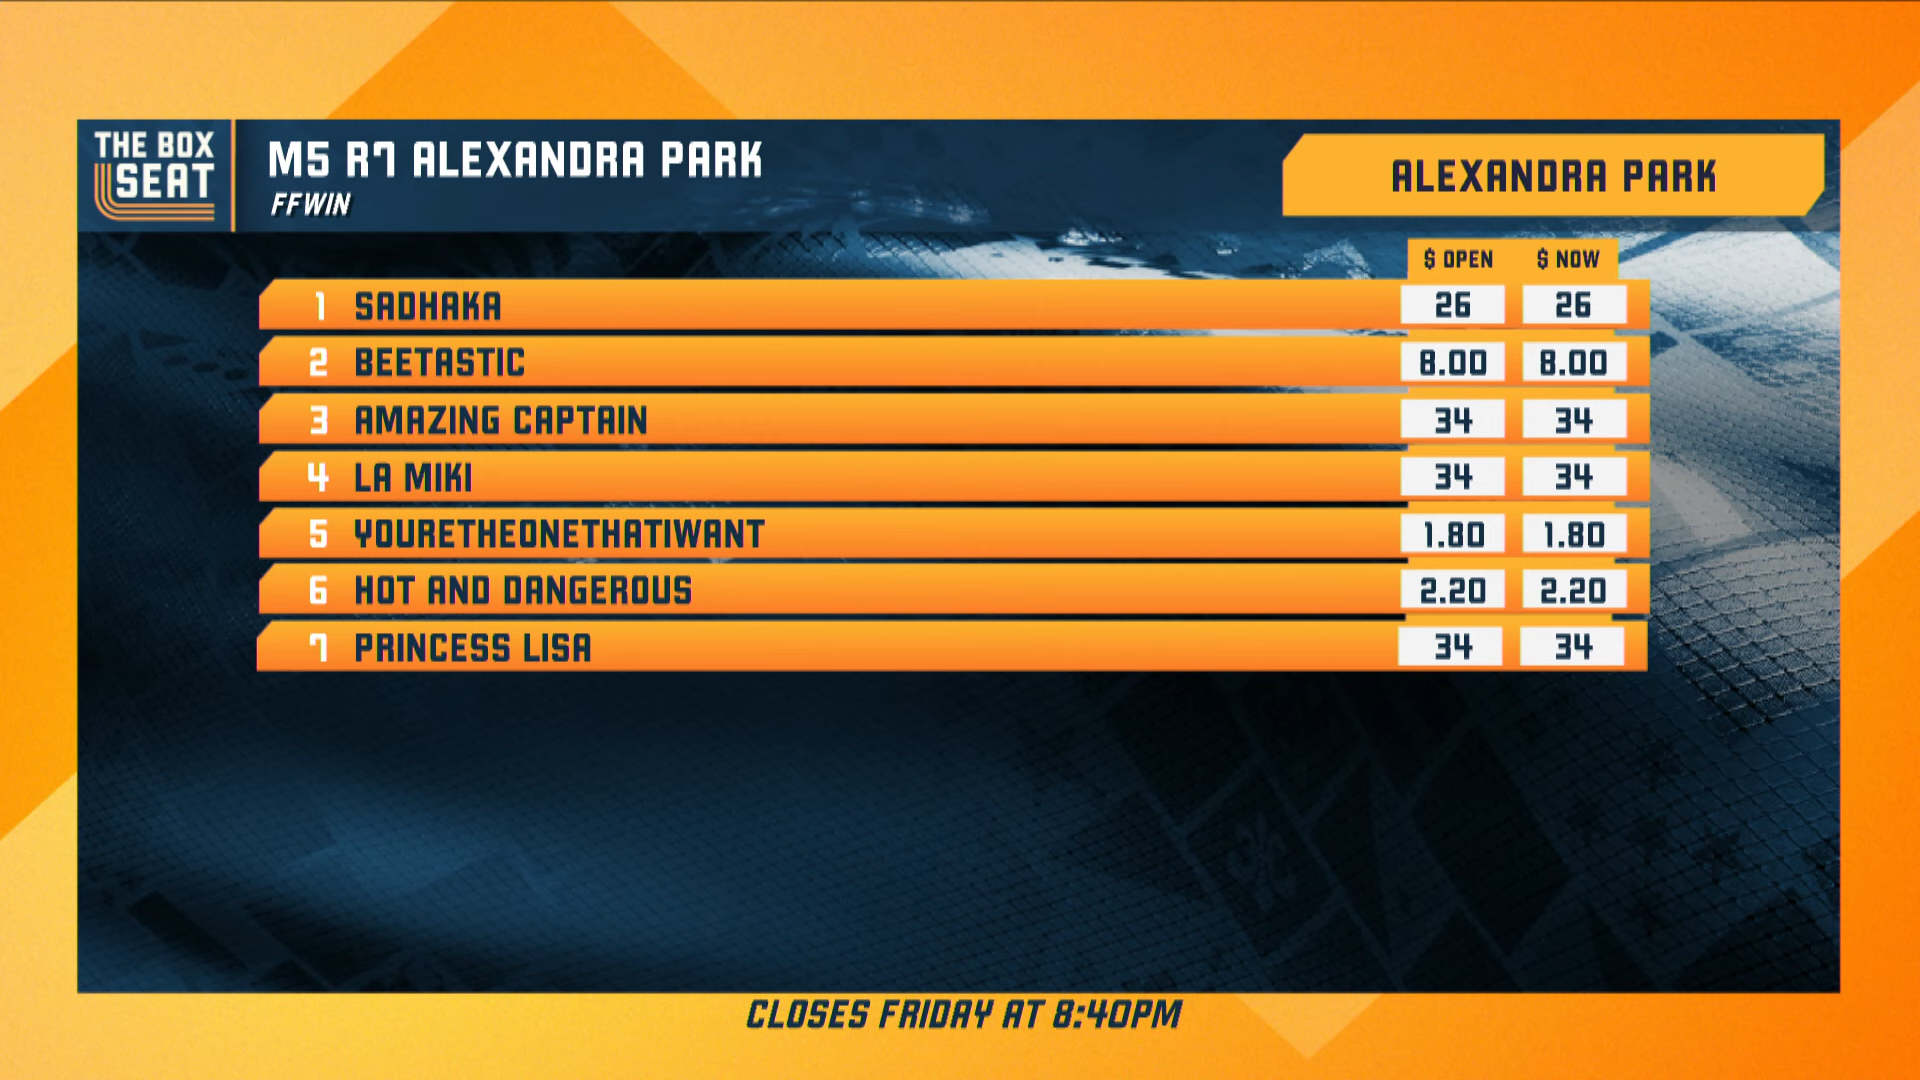 THE BOX
SEAT
M5 R7 ALEXANDRA PARK
FFWIN
ALEXANDRA PARK
$ OPEN $ NOW
1 SADHAKA 26 26
2 BEETASTIC 8.00 8.00
3 AMAZING CAPTAIN 34 34
4 LA MIKI 34 34
5 YOURETHEONETHATIWANT 1.80 1.80
6 HOT AND DANGEROUS 2.20 2.20
7 PRINCESS LISA 34 34
CLOSES FRIDAY AT 8:40PM